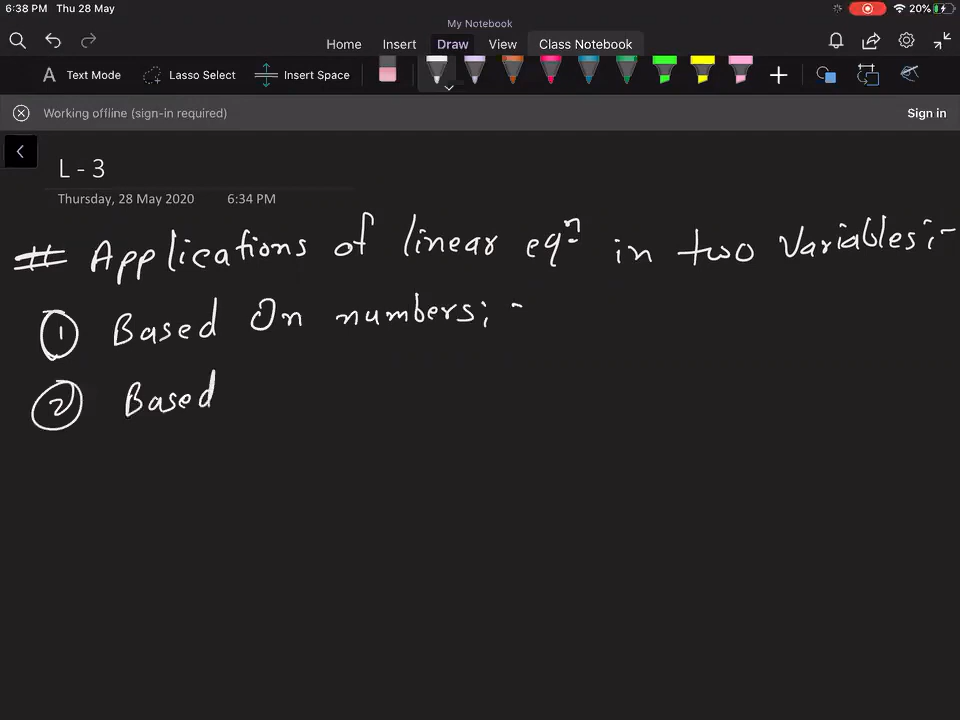 6:38 PM Thu 28 May 20%
My Notebook
Home Insert Draw View Class Notebook
A Text Mode Lasso Select Insert Space
Working offline (sign-in required) Sign in
L - 3
Thursday, 28 May 2020 6:34 PM
# Applications of linear eqⁿ in two variables:-
① Based On numbers:-
② Based